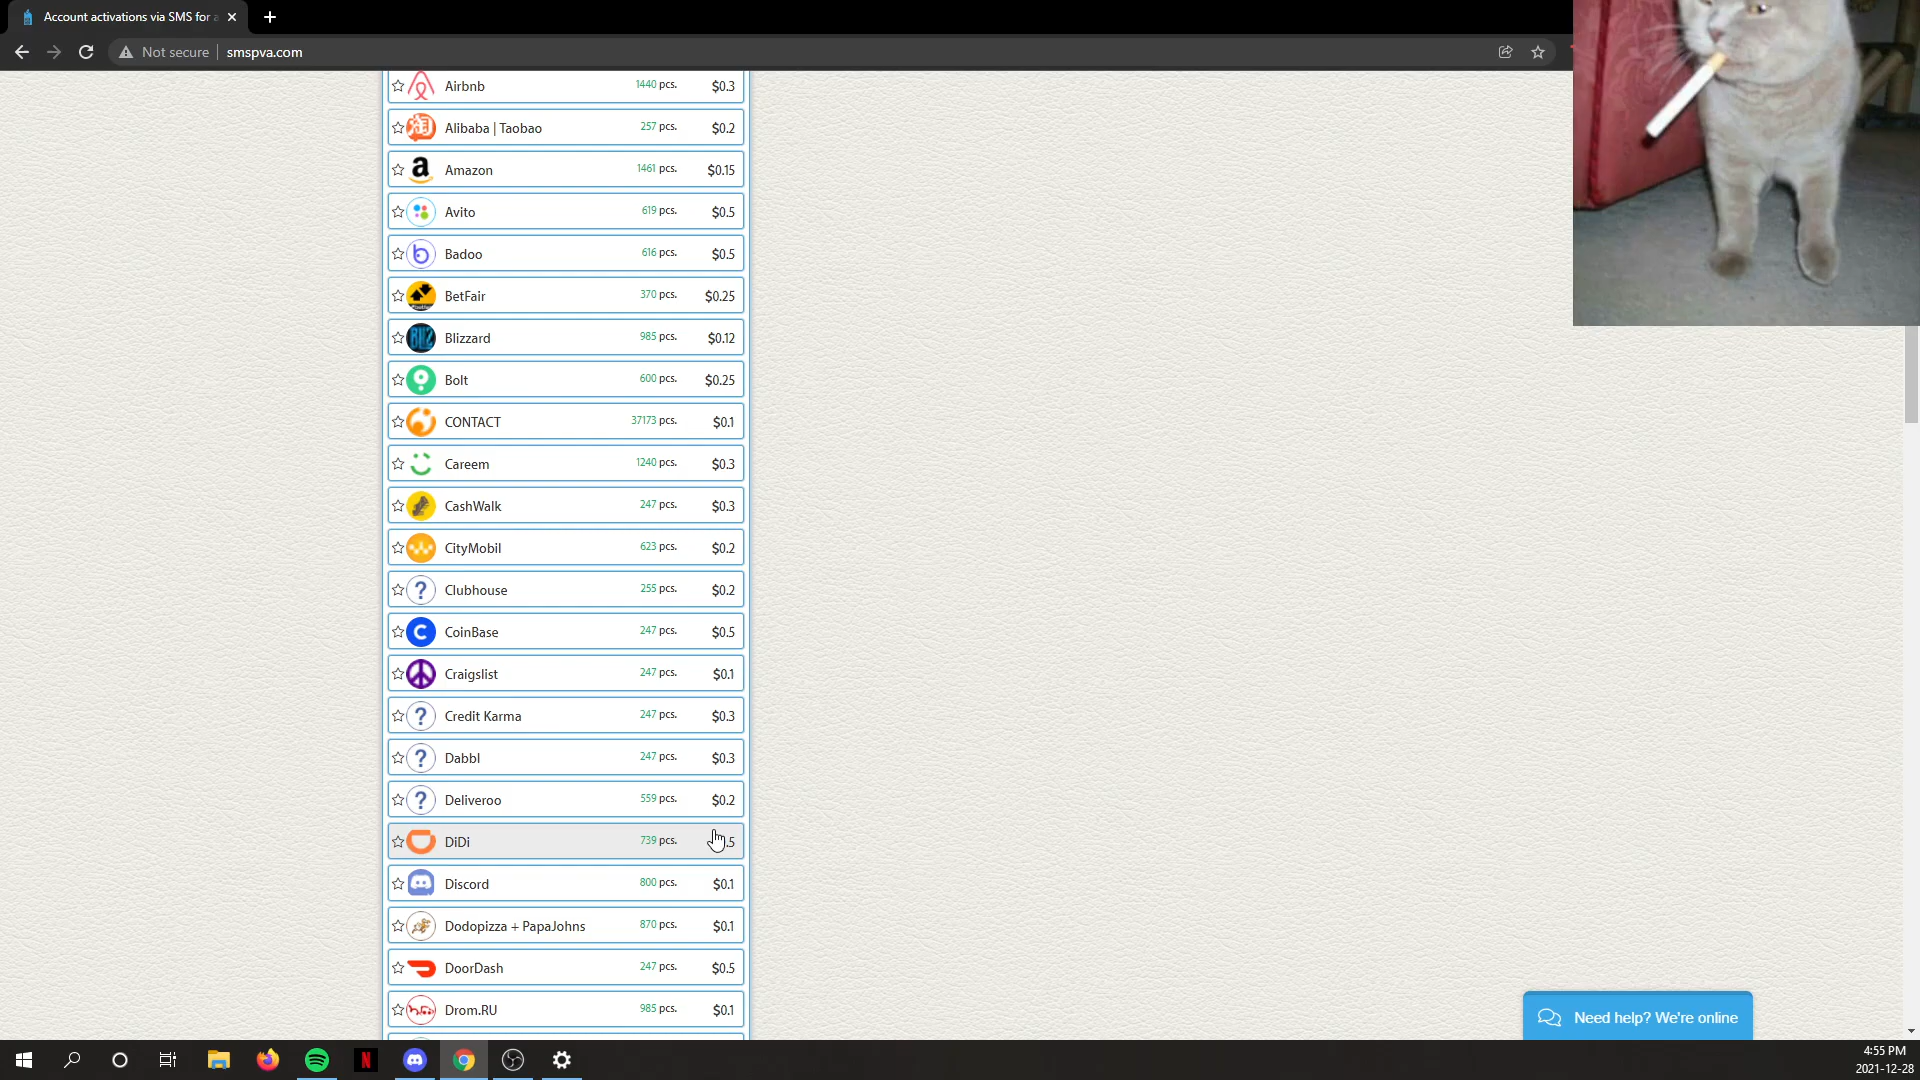 Account activations via SMS for a
Not secure
smspva.com
Airbnb 1440 pcs. $0.3
Alibaba | Taobao 257 pcs. $0.2
Amazon 1461 pcs. $0.15
Avito 619 pcs. $0.5
Badoo 616 pcs. $0.5
BetFair 370 pcs. $0.25
Blizzard 985 pcs. $0.12
Bolt 600 pcs. $0.25
CONTACT 37173 pcs. $0.1
Careem 1240 pcs. $0.3
CashWalk 247 pcs. $0.3
CityMobil 623 pcs. $0.2
? Clubhouse 255 pcs. $0.2
CoinBase 247 pcs. $0.5
Craigslist 247 pcs. $0.1
? Credit Karma 247 pcs. $0.3
? Dabbl 247 pcs. $0.3
? Deliveroo 559 pcs. $0.2
DiDi 739 pcs. .5
Discord 800 pcs. $0.1
Dodopizza + PapaJohns 870 pcs. $0.1
DoorDash 247 pcs. $0.5
Drom.RU 985 pcs. $0.1
Need help? We're online
4:55 PM
2021-12-28